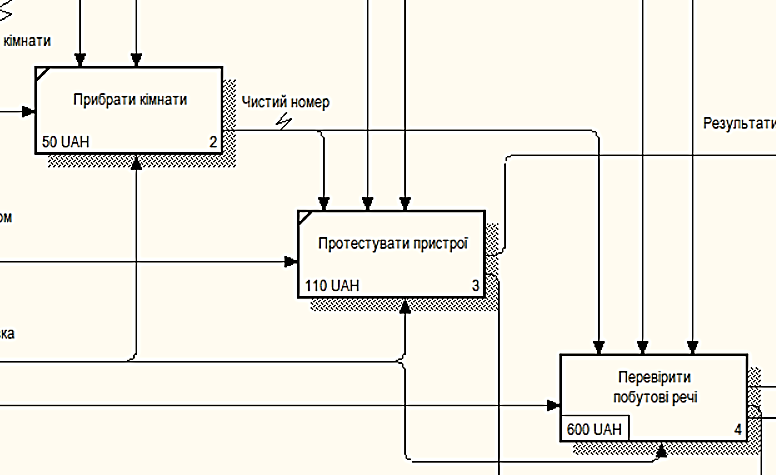 кімнати
Прибрати кімнати
50 UAH
2
Чистий номер
Результати
ом
Протестувати пристрої
110 UAH
3
вка
Перевірити
побутові речі
600 UAH
4